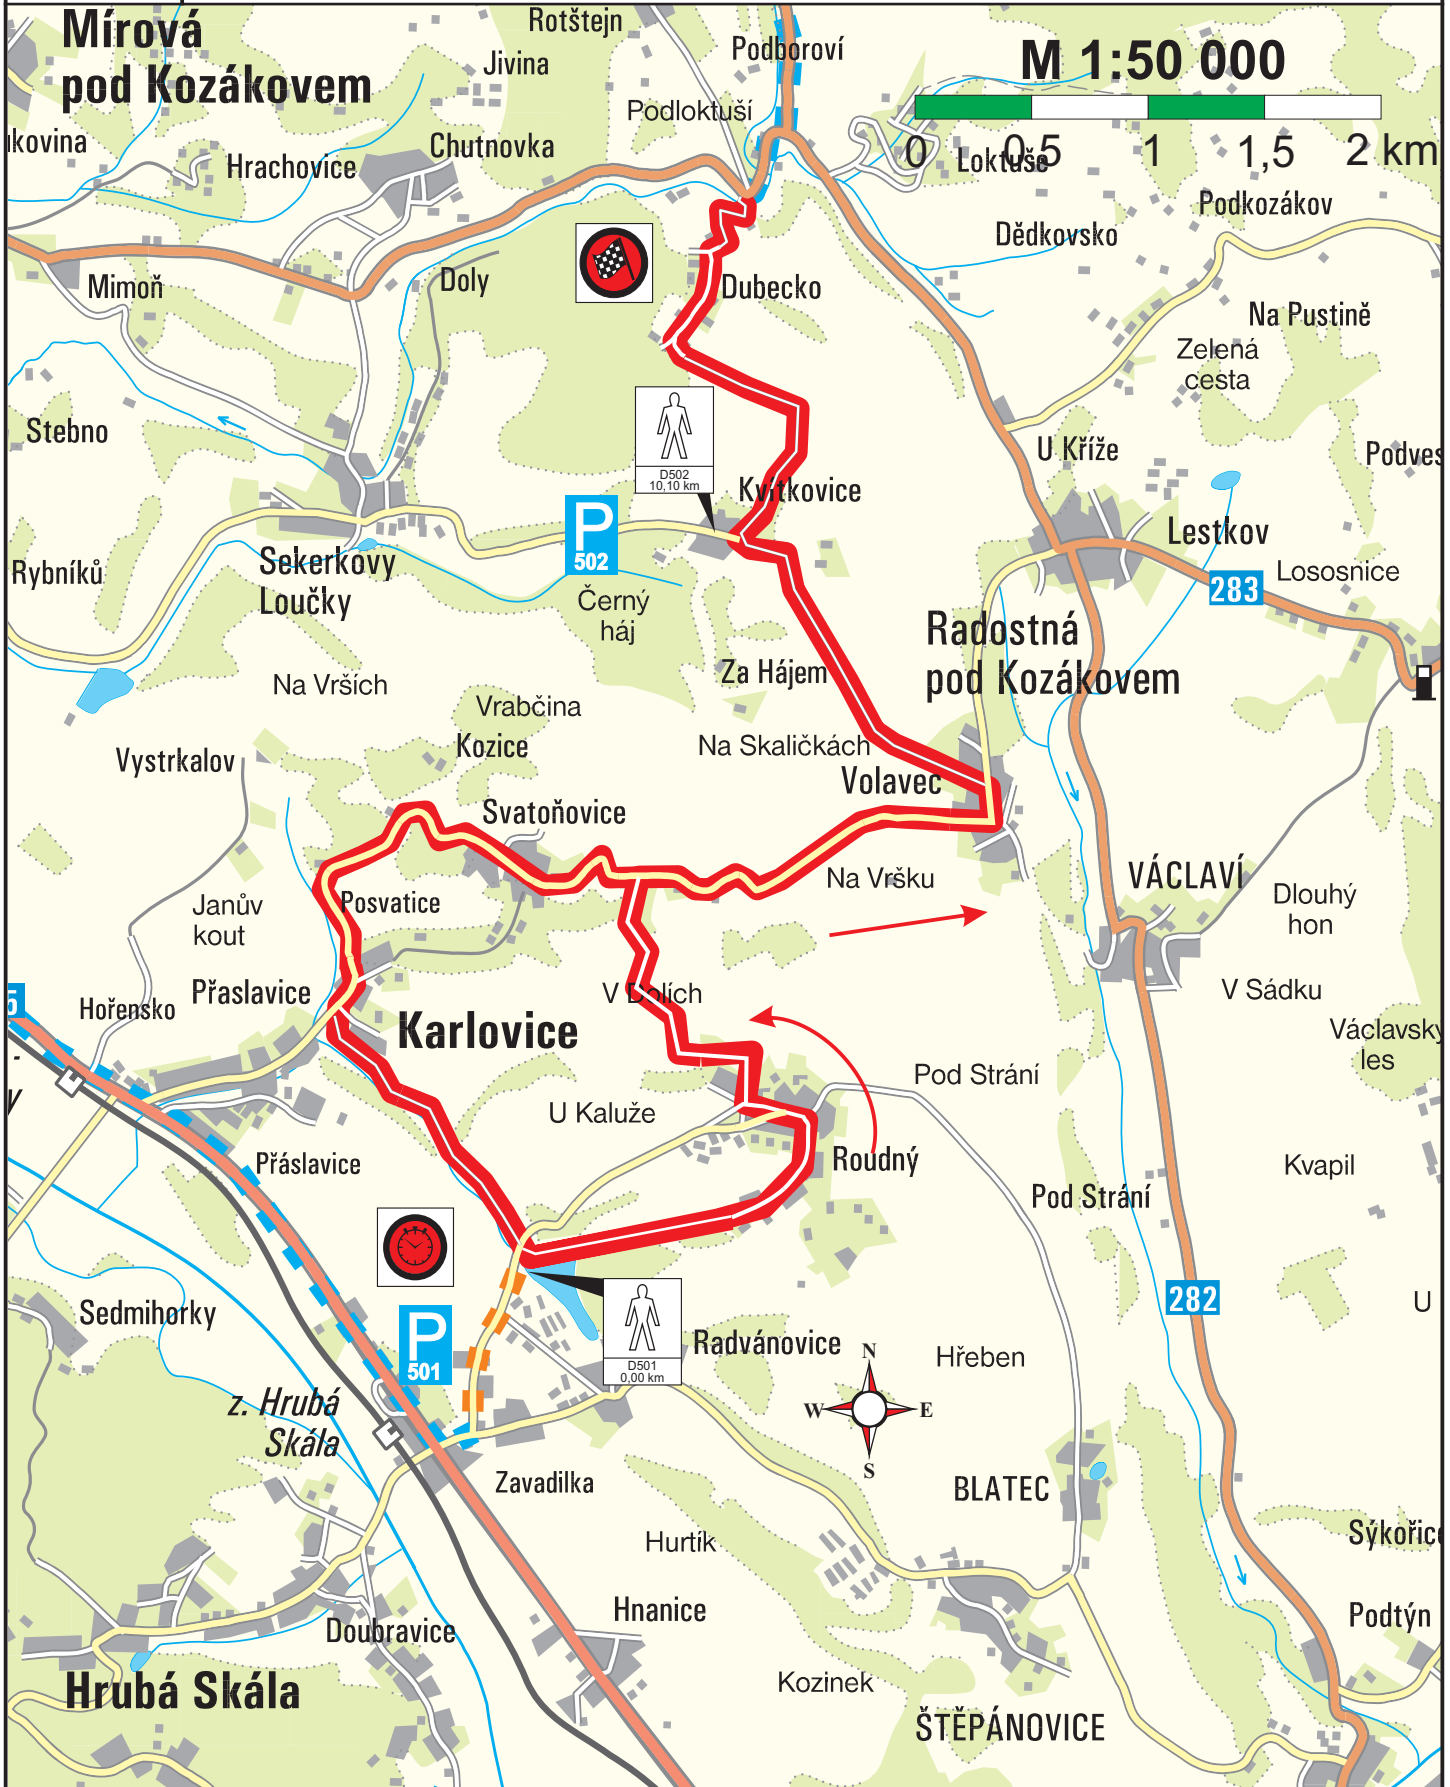 Mírová
pod Kozákovem
Rotštejn
Jivina
Podboroví
M 1:50 000
0 0,5 1 1,5 2 km
Podloktuší
Chutnovka
Hrachovice
Loktuše
Podkozákov
Dědkovsko
Mimoň
Doly
Dubecko
Na Pustině
Zelená
cesta
Stebno
U Kříže
D502
10,10 km
Kvítkovice
P
502
Lestkov
283
Lososnice
Sekerkovy
Loučky
Rybníků
Černý
háj
Radostná
pod Kozákovem
Za Hájem
Na Vrších
Vrabčina
Kozice
Na Skaličkách
Vystrkalov
Volavec
Svatoňovice
Na Vršku
VÁCLAVÍ
Dlouhý
hon
Janův
kout
Posvatice
Přaslavice
Hořensko
V Dolích
V Sádku
Karlovice
Václavský
les
Pod Strání
U Kaluže
Roudný
Přáslavice
Kvapil
Pod Strání
282
Sedmihorky
P
501
D501
0,00 km
Radvánovice
Hřeben
N
W E
S
z. Hrubá
Skála
Zavadilka
BLATEC
Hurtík
Hnanice
Podtýn
Doubravice
Hrubá Skála
Kozinek
ŠTĚPÁNOVICE